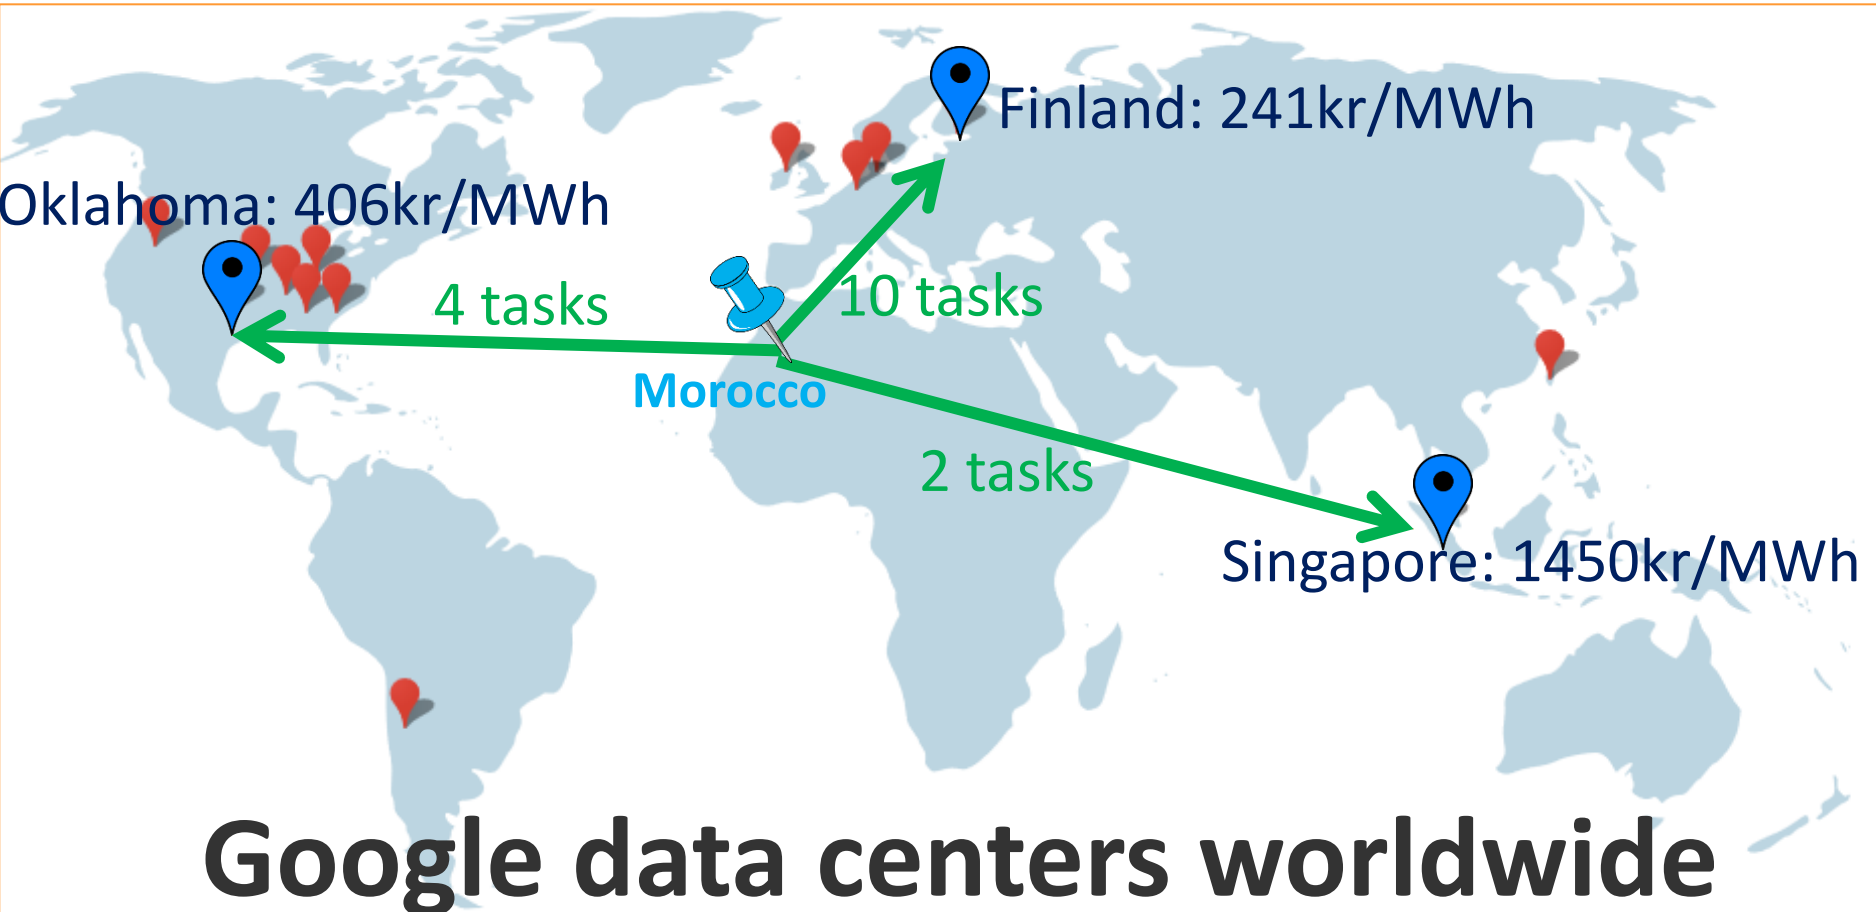 Finland: 241kr/MWh
Oklahoma: 406kr/MWh
4 tasks
10 tasks
Morocco
2 tasks
Singapore: 1450kr/MWh
Google data centers worldwide